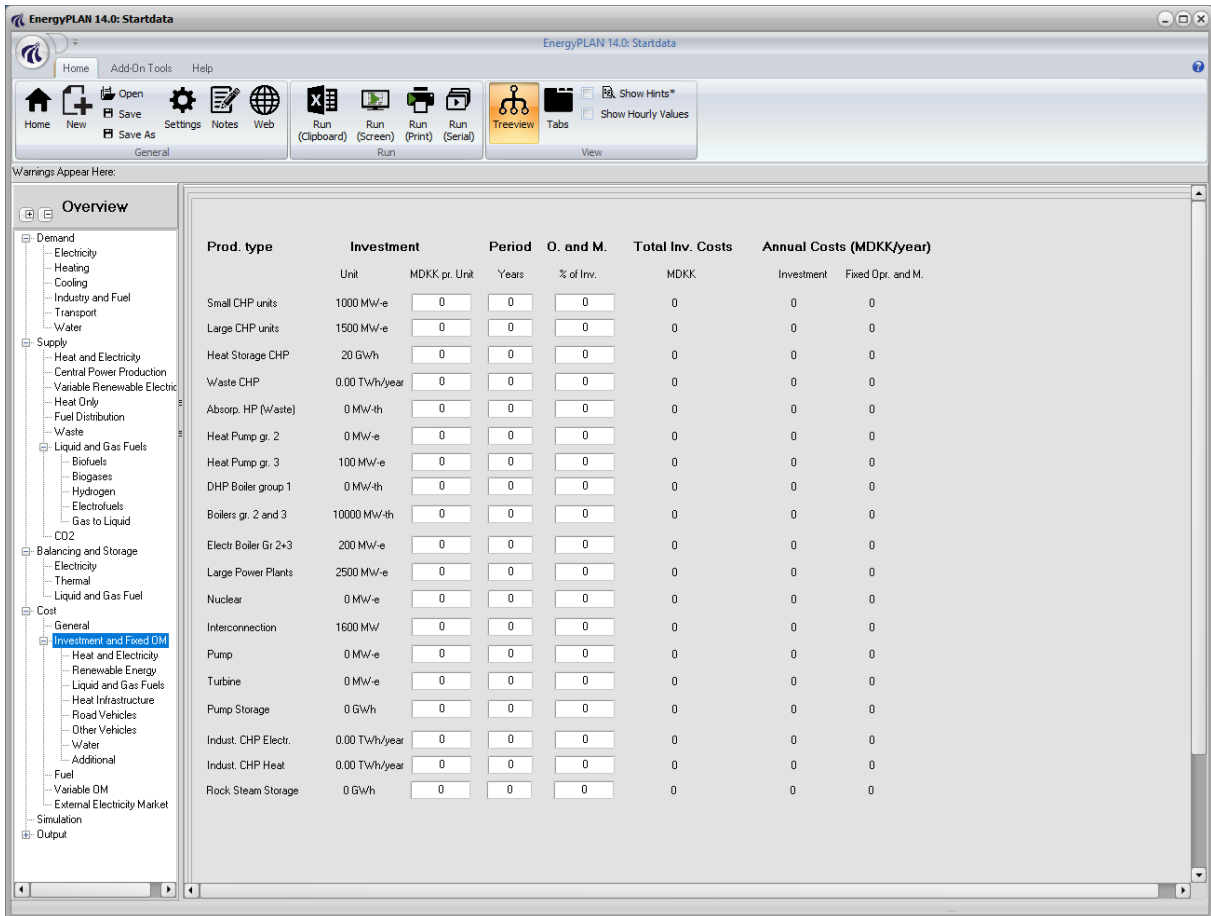 EnergyPLAN 14.0: Startdata
EnergyPLAN 14.0: Startdata
Home Add-On Tools Help
Open
Save
Save As
Home New Settings Notes Web
General
Run (Clipboard)
Run (Screen)
Run (Print)
Run (Serial)
Run
Treeview Tabs
Show Hints*
Show Hourly Values
View
Warnings Appear Here:
Overview
Demand
Electricity
Heating
Cooling
Industry and Fuel
Transport
Water
Supply
Heat and Electricity
Central Power Production
Variable Renewable Electric
Heat Only
Fuel Distribution
Waste
Liquid and Gas Fuels
Biofuels
Biogases
Hydrogen
Electrofuels
Gas to Liquid
CO2
Balancing and Storage
Electricity
Thermal
Liquid and Gas Fuel
Cost
General
Investment and Fixed OM
Heat and Electricity
Renewable Energy
Liquid and Gas Fuels
Heat Infrastructure
Road Vehicles
Other Vehicles
Water
Additional
Fuel
Variable OM
External Electricity Market
Simulation
Output
Prod. type Investment Period O. and M. Total Inv. Costs Annual Costs (MDKK/year)
Unit MDKK pr. Unit Years % of Inv. MDKK Investment Fixed Opr. and M.
Small CHP units 1000 MW-e 0 0 0 0 0 0
Large CHP units 1500 MW-e 0 0 0 0 0 0
Heat Storage CHP 20 GWh 0 0 0 0 0 0
Waste CHP 0.00 TWh/year 0 0 0 0 0 0
Absorp. HP (Waste) 0 MW-th 0 0 0 0 0 0
Heat Pump gr. 2 0 MW-e 0 0 0 0 0 0
Heat Pump gr. 3 100 MW-e 0 0 0 0 0 0
DHP Boiler group 1 0 MW-th 0 0 0 0 0 0
Boilers gr. 2 and 3 10000 MW-th 0 0 0 0 0 0
Electr Boiler Gr 2+3 200 MW-e 0 0 0 0 0 0
Large Power Plants 2500 MW-e 0 0 0 0 0 0
Nuclear 0 MW-e 0 0 0 0 0 0
Interconnection 1600 MW 0 0 0 0 0 0
Pump 0 MW-e 0 0 0 0 0 0
Turbine 0 MW-e 0 0 0 0 0 0
Pump Storage 0 GWh 0 0 0 0 0 0
Indust. CHP Electr. 0.00 TWh/year 0 0 0 0 0 0
Indust. CHP Heat 0.00 TWh/year 0 0 0 0 0 0
Rock Steam Storage 0 GWh 0 0 0 0 0 0